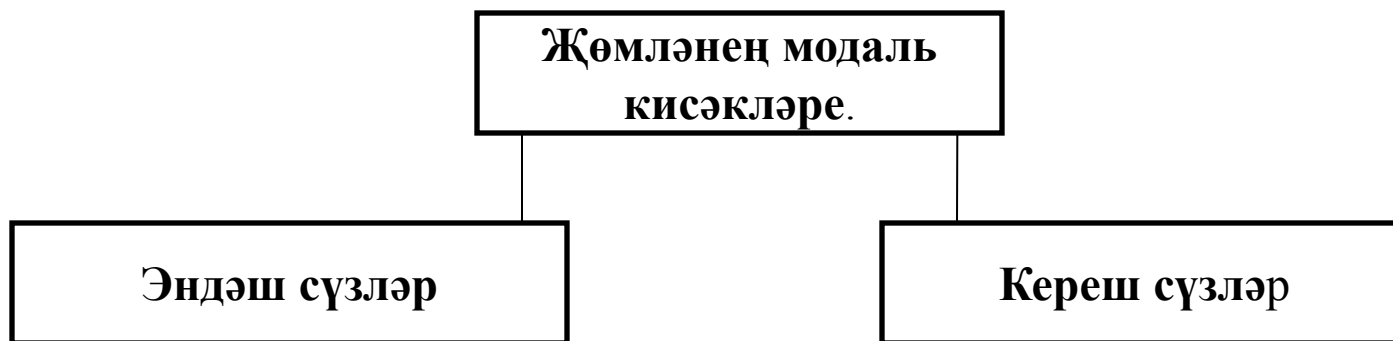 Җөмләнең модаль
кисәкләре.
Эндәш сүзләр
Кереш сүзләр